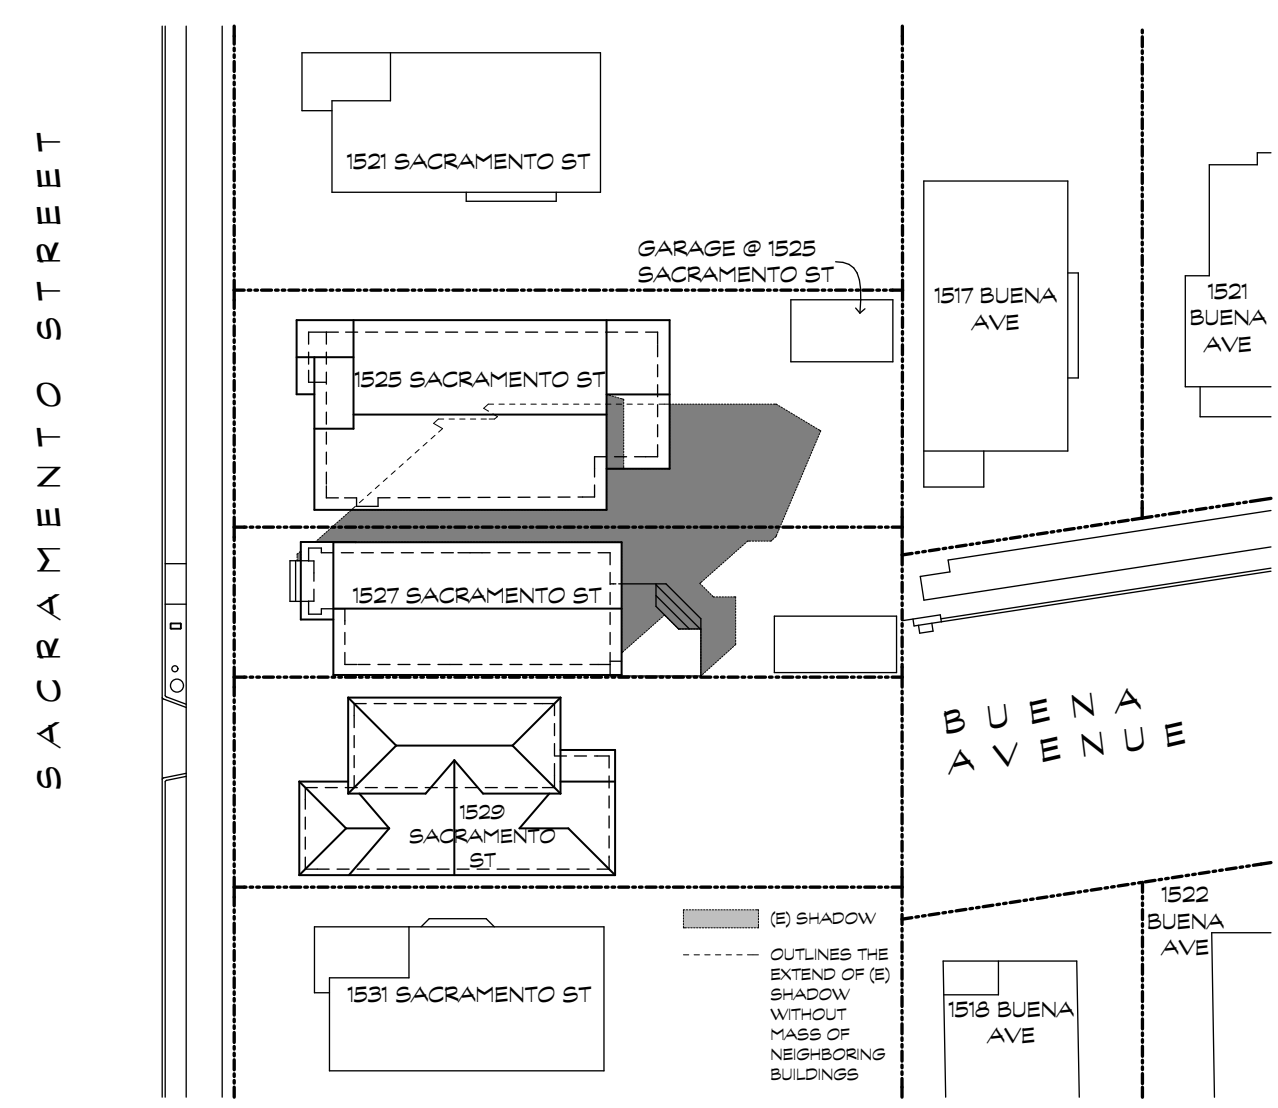 SACRAMENTO STREET
1521 SACRAMENTO ST
GARAGE @ 1525
SACRAMENTO ST
1517 BUENA
AVE
1521
BUENA
AVE
1525 SACRAMENTO ST
1527 SACRAMENTO ST
BUENA
AVENUE
1529
SACRAMENTO
ST
1522
BUENA
AVE
(E) SHADOW
OUTLINES THE
EXTEND OF (E)
SHADOW
WITHOUT
MASS OF
NEIGHBORING
BUILDINGS
1531 SACRAMENTO ST
1518 BUENA
AVE